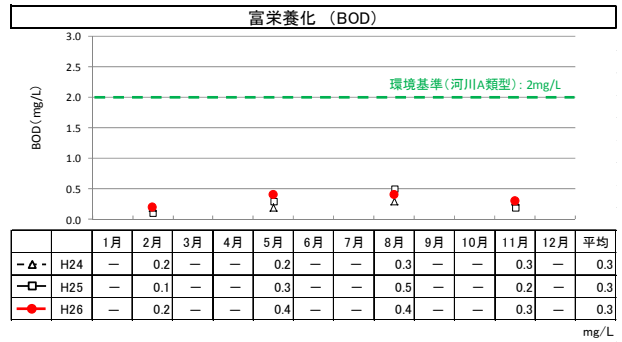 富栄養化 (BOD)
3.0
2.5
2.0
1.5
1.0
0.5
0.0
BOD(mg/L)
環境基準(河川A類型): 2mg/L
1月 2月 3月 4月 5月 6月 7月 8月 9月 10月 11月 12月 平均
H24 － 0.2 － － 0.2 － － 0.3 － － 0.3 － 0.3
H25 － 0.1 － － 0.3 － － 0.5 － － 0.2 － 0.3
H26 － 0.2 － － 0.4 － － 0.4 － － 0.3 － 0.3
mg/L